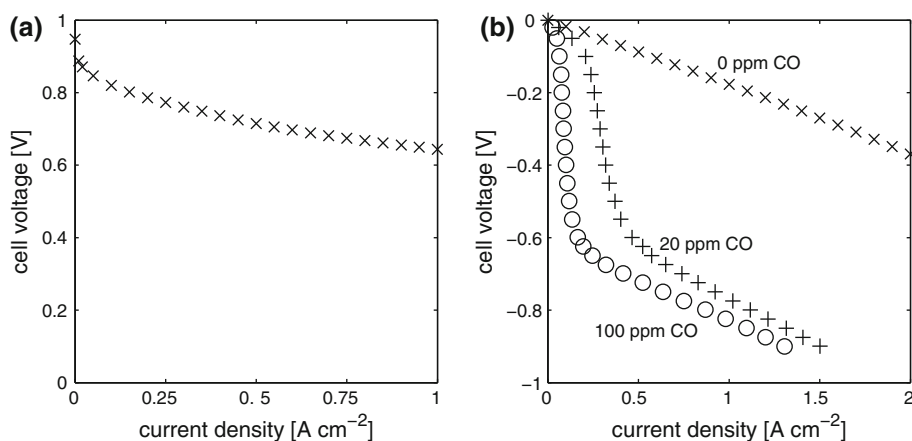 (a)
cell voltage [V]
1
0.8
0.6
0.4
0.2
0
0
0.25
0.5
0.75
1
current density [A cm−2]
(b)
cell voltage [V]
−0
−0.2
−0.4
−0.6
−0.8
−1
0 ppm CO
20 ppm CO
100 ppm CO
0
0.5
1
1.5
2
current density [A cm−2]